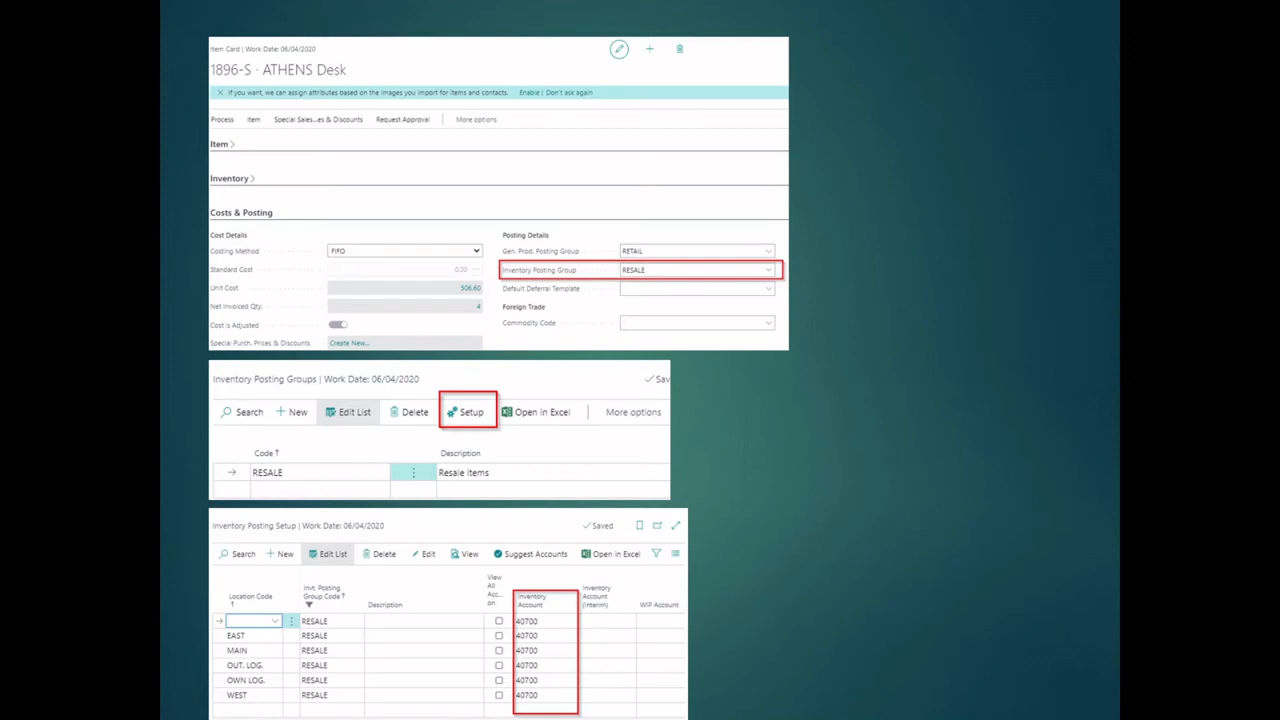 Item Card | Work Date: 06/04/2020
1896-S · ATHENS Desk
If you want, we can assign attributes based on the images you import for items and contacts. Enable | Don't ask again
Process Item Special Sales...es & Discounts Request Approval More options
Item
Inventory
Costs & Posting
Cost Details Posting Details
Costing Method FIFO Gen. Prod. Posting Group RETAIL
Standard Cost 0.00 Inventory Posting Group RESALE
Unit Cost 506.60 Default Deferral Template
Net Invoiced Qty. 4 Foreign Trade
Cost is Adjusted Commodity Code
Special Purch. Prices & Discounts Create New...
Inventory Posting Groups | Work Date: 06/04/2020 Sav
Search New Edit List Delete Setup Open in Excel More options
Code ↑ Description
RESALE Resale items
Inventory Posting Setup | Work Date: 06/04/2020 Saved
Search New Edit List Delete Edit View Suggest Accounts Open in Excel
Location Code ↑ Invt. Posting Group Code ↑ Description View All Acc... on Inventory Account Inventory Account (Interim) WIP Account
RESALE 40700
EAST RESALE 40700
MAIN RESALE 40700
OUT. LOG. RESALE 40700
OWN LOG. RESALE 40700
WEST RESALE 40700